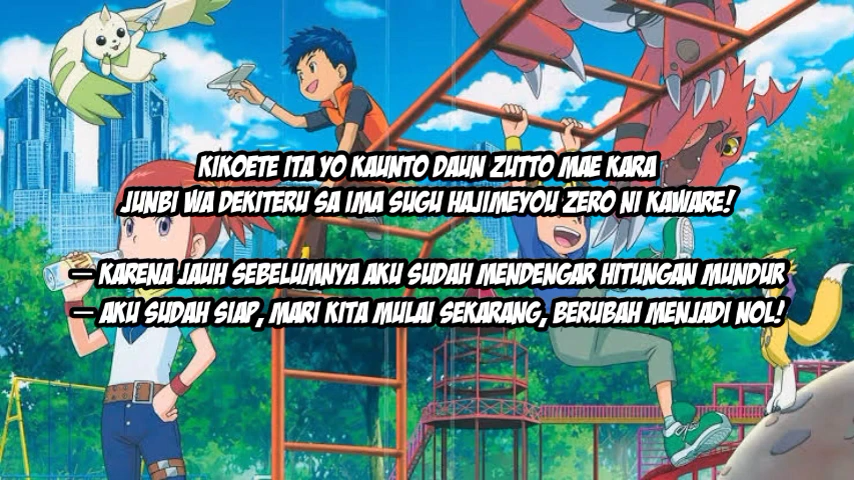 KIKOETE ITA YO KAUNTO DAUN ZUTTO MAE KARA
JUNBI WA DEKITERU SA IMA SUGU HAJIMEYOU ZERO NI KAWARE!
– KARENA JAUH SEBELUMNYA AKU SUDAH MENDENGAR HITUNGAN MUNDUR
– AKU SUDAH SIAP, MARI KITA MULAI SEKARANG, BERUBAH MENJADI NOL!